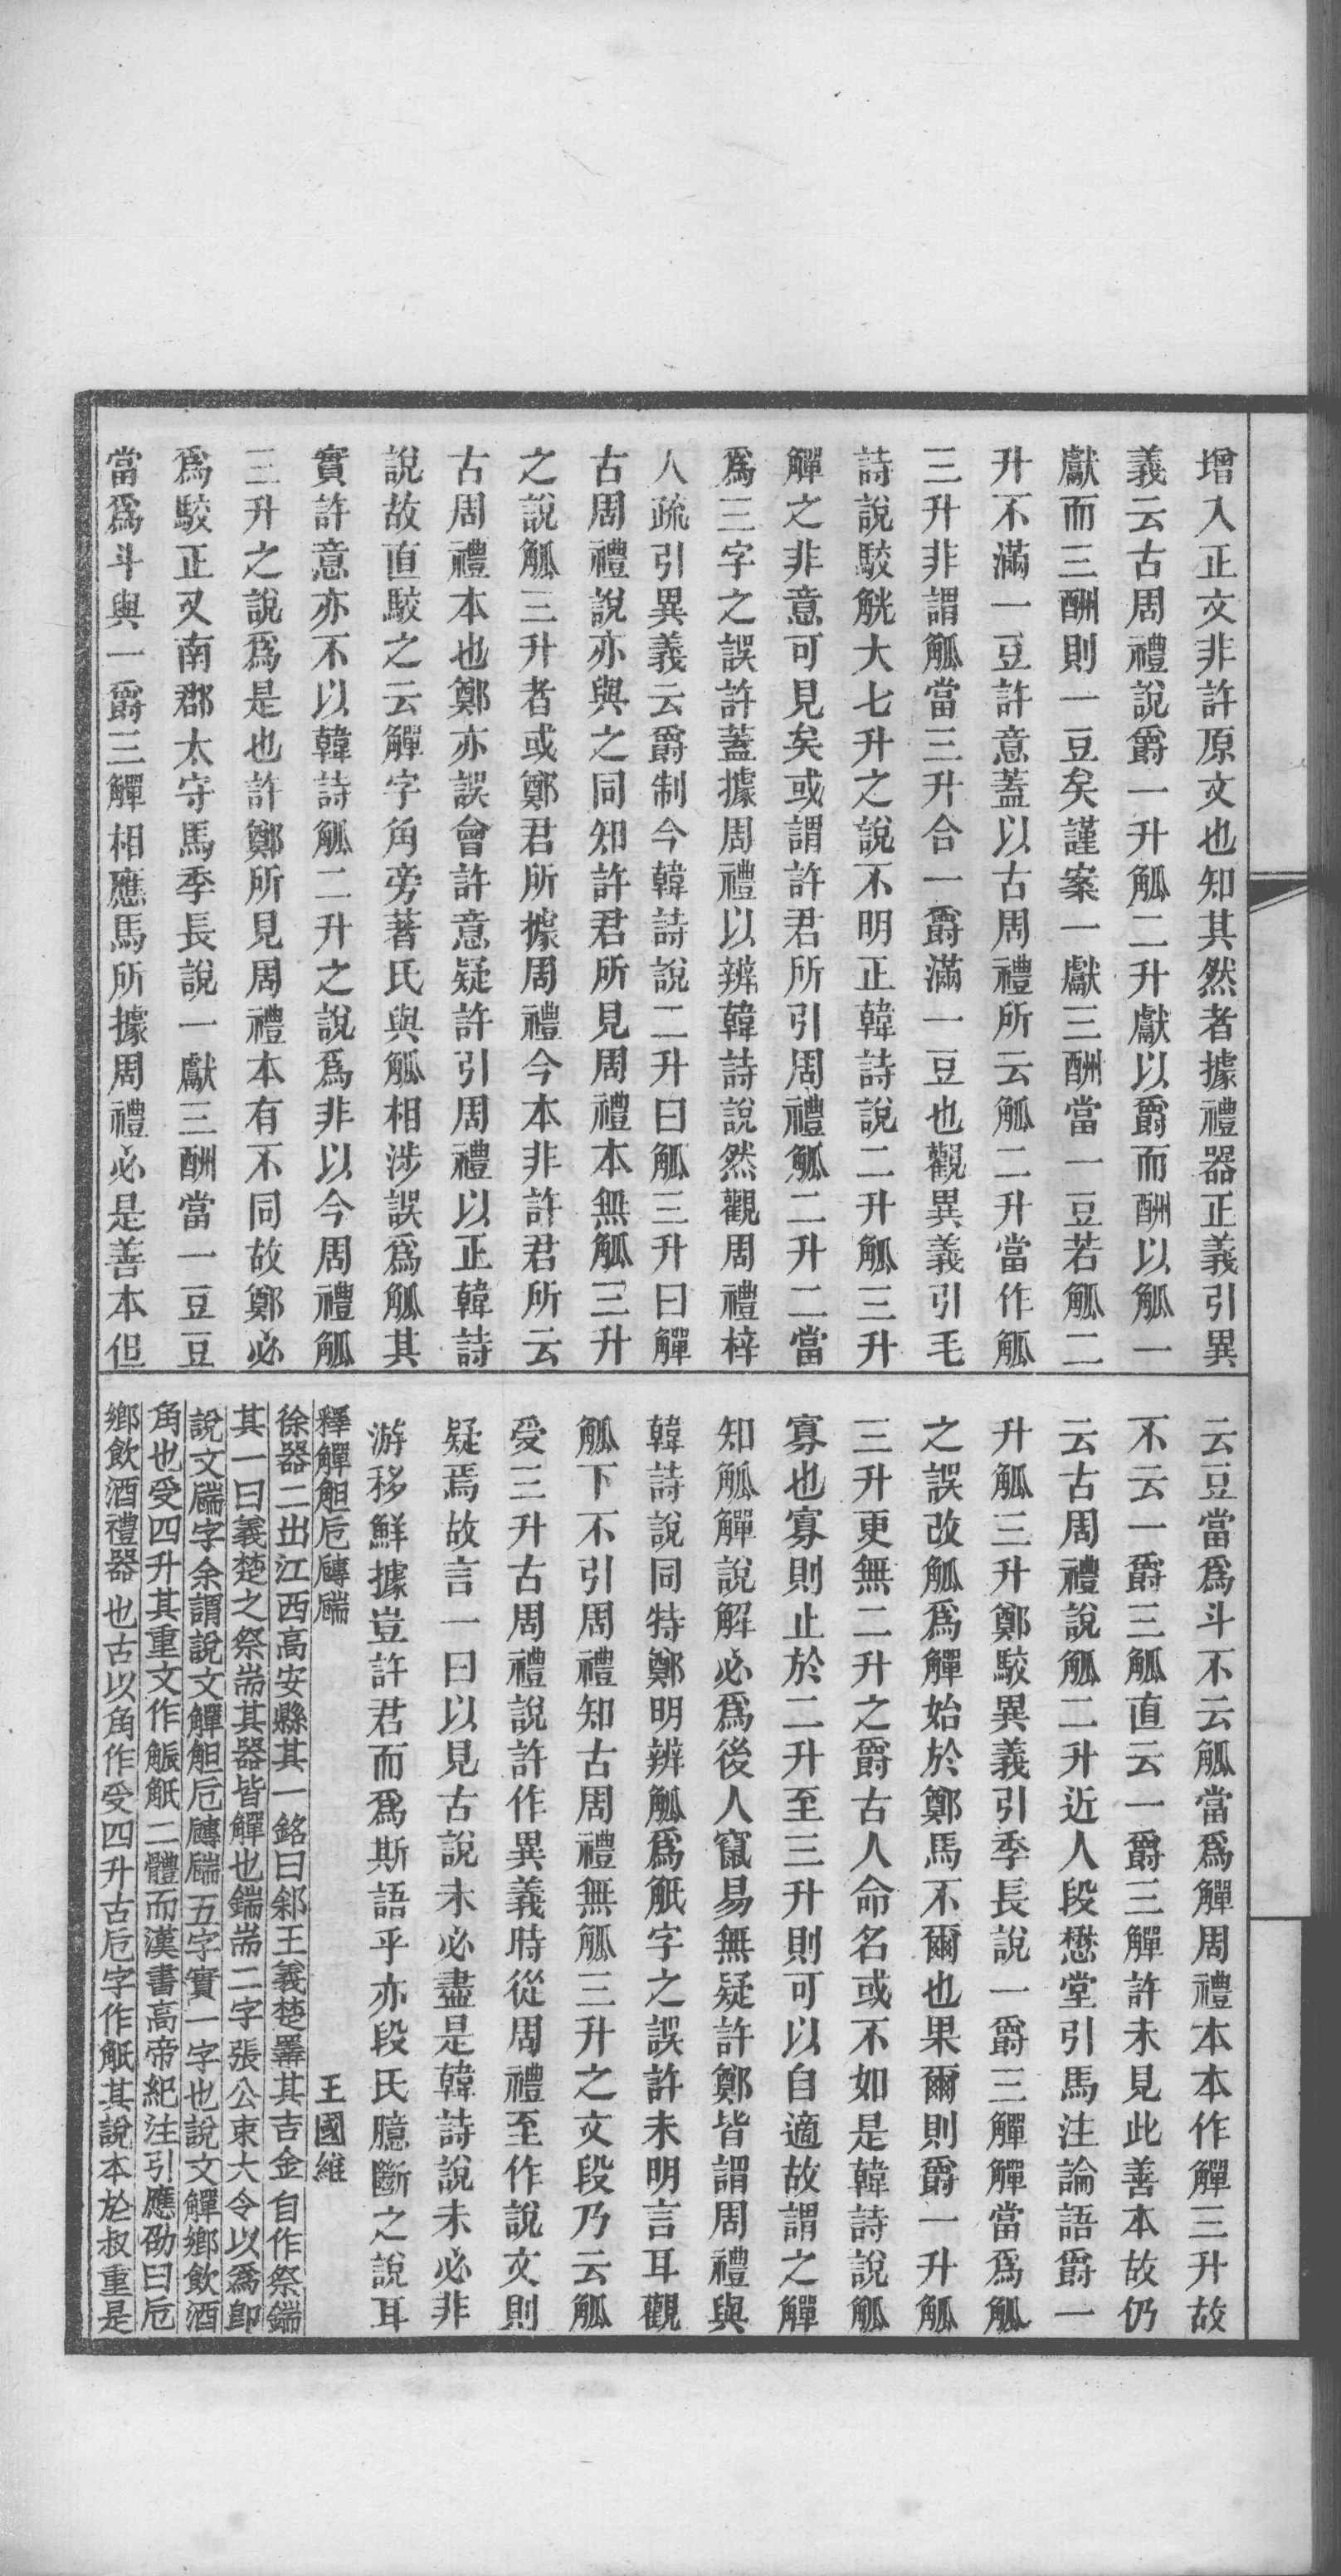 增入正文非許原文也知其然者據禮器正義引異
義云古周禮說爵一升觚二升獻以爵而酬以觚一
獻而三酬則一豆矣謹案一獻三酬當一豆若觚二
升不滿一豆許意蓋以古周禮所云觚二升當作觚
三升非謂觚當三升合一爵滿一豆也觀異義引毛
詩說駁觥大七升之說不明正韓詩說二升觚三升
觶之非意可見矣或謂許君所引周禮觚二升二當
爲三字之誤許蓋據周禮以辨韓詩說然觀周禮梓
人疏引異義云爵制今韓詩說二升曰觚三升曰觶
古周禮說亦與之同知許君所見周禮本無觚三升
之說觚三升者或鄭君所據周禮今本非許君所云
古周禮本也鄭亦誤會許意疑許引周禮以正韓詩
說故直駁之云觶字角旁著氏與觚相涉誤爲觚其
實許意亦不以韓詩觚二升之說爲非以今周禮觚
三升之說爲是也許鄭所見周禮本有不同故鄭必
爲駁正又南郡太守馬季長說一獻三酬當一豆豆
當爲斗與一爵三觶相應馬所據周禮必是善本但
云豆當爲斗不云觚當爲觶周禮本本作觶三升故
不云一爵三觚直云一爵三觶許未見此善本故仍
云古周禮說觚二升近人段懋堂引馬注論語爵一
升觚三升鄭駁異義引季長說一爵三觶觶當爲觚
之誤改觚爲觶始於鄭馬不爾也果爾則爵一升觚
三升更無二升之爵古人命名或不如是韓詩說觚
寡也寡則止於二升至三升則可以自適故謂之觶
知觚觶說解必爲後人竄易無疑許鄭皆謂周禮與
韓詩說同特鄭明辨觚爲觝字之誤許未明言耳觀
觚下不引周禮知古周禮無觚三升之文段乃云觚
受三升古周禮說許作異義時從周禮至作說文則
疑焉故言一曰以見古說未必盡是韓詩說未必非
游移鮮據豈許君而爲斯語乎亦段氏臆斷之說耳
釋觶觛卮𦓝𡭐　王國維
徐器二出江西高安縣其一銘曰䣄王義楚擇其吉金自作祭鍴
其一曰義楚之祭耑其器皆觶也鍴耑二字張公束大令以爲卽
說文𡭐字余謂說文觶觛卮𦓝𡭐五字實一字也說文觶鄉飲酒
角也受四升其重文作觗䚦二體而漢書高帝紀注引應劭曰卮
鄉飲酒禮器也古以角作受四升古卮字作觝其說本於叔重是